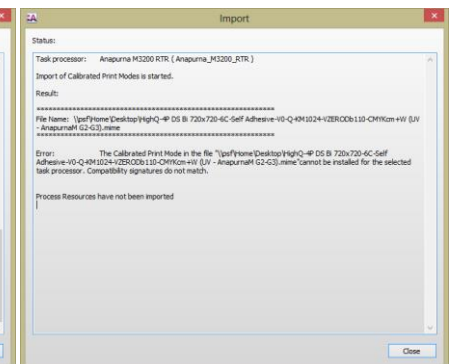 Import
Status:
Task processor: Anapurna M3200 RTR ( Anapurna_M3200_RTR )
Import of Calibrated Print Modes is started.
Result:
============================================================
File Name: \\psf\Home\Desktop\HighQ-4P DS Bi 720x720-6C-Self Adhesive-V0-Q-KM1024-VZERODb110-CMYKcm+W (UV
- AnapurnaM G2-G3).mime
============================================================
Error: The Calibrated Print Mode in the file "\\psf\Home\Desktop\HighQ-4P DS Bi 720x720-6C-Self
Adhesive-V0-Q-KM1024-VZERODb110-CMYKcm+W (UV - AnapurnaM G2-G3).mime"cannot be installed for the selected
task processor. Compatibility signatures do not match.
Process Resources have not been imported
Close